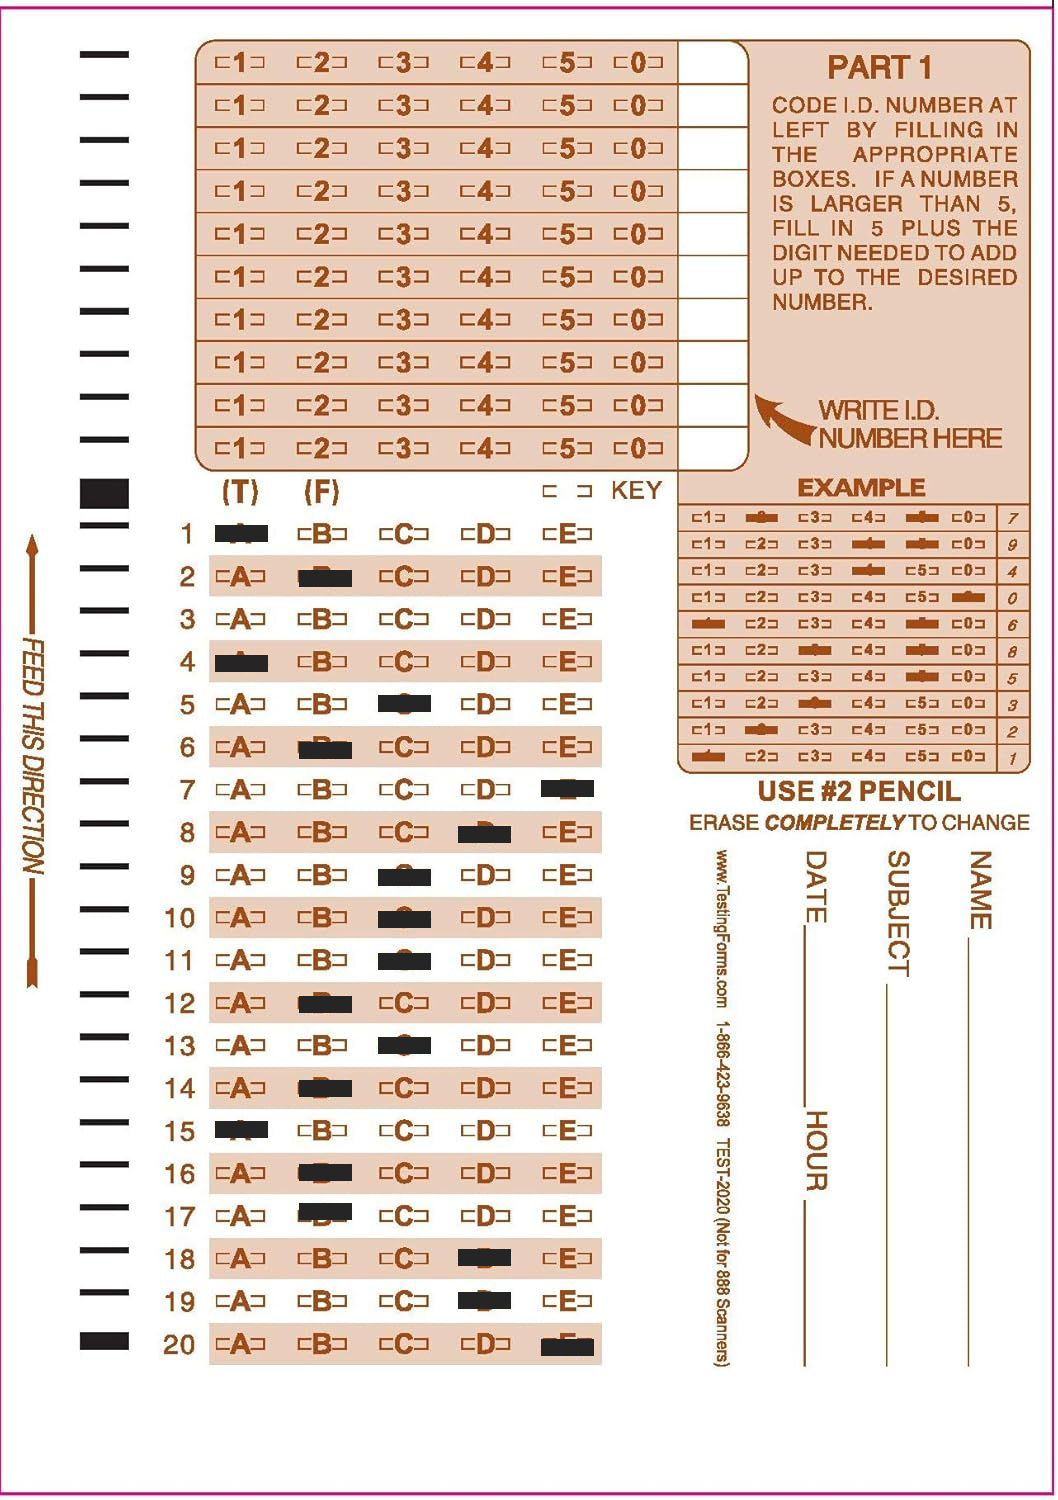 1 2 3 4 5 0
1 2 3 4 5 0
1 2 3 4 5 0
1 2 3 4 5 0
1 2 3 4 5 0
1 2 3 4 5 0
1 2 3 4 5 0
1 2 3 4 5 0
1 2 3 4 5 0
1 2 3 4 5 0
PART 1
CODE I.D. NUMBER AT
LEFT BY FILLING IN
THE APPROPRIATE
BOXES. IF A NUMBER
IS LARGER THAN 5,
FILL IN 5 PLUS THE
DIGIT NEEDED TO ADD
UP TO THE DESIRED
NUMBER.
WRITE I.D.
NUMBER HERE
(T) (F) KEY
1 B C D E
2 A C D E
3 A B C D E
4 B C D E
5 A B D E
6 A C D E
7 A B C D
8 A B C E
9 A B D E
10 A B D E
11 A B D E
12 A C D E
13 A B D E
14 A C D E
15 B C D E
16 A C D E
17 A C D E
18 A B C E
19 A B C E
20 A B C D
EXAMPLE
1 3 4 0 7
1 2 3 0 9
1 2 3 5 0 4
1 2 3 4 5 0
2 3 4 0 6
1 2 4 0 8
1 2 3 4 0 5
1 2 4 5 0 3
1 3 4 5 0 2
2 3 4 5 0 1
USE #2 PENCIL
ERASE COMPLETELY TO CHANGE
FEED THIS DIRECTION
NAME
SUBJECT
DATE HOUR
www.TestingForms.com 1-866-423-9638 TEST-2020 (Not for 888 Scanners)